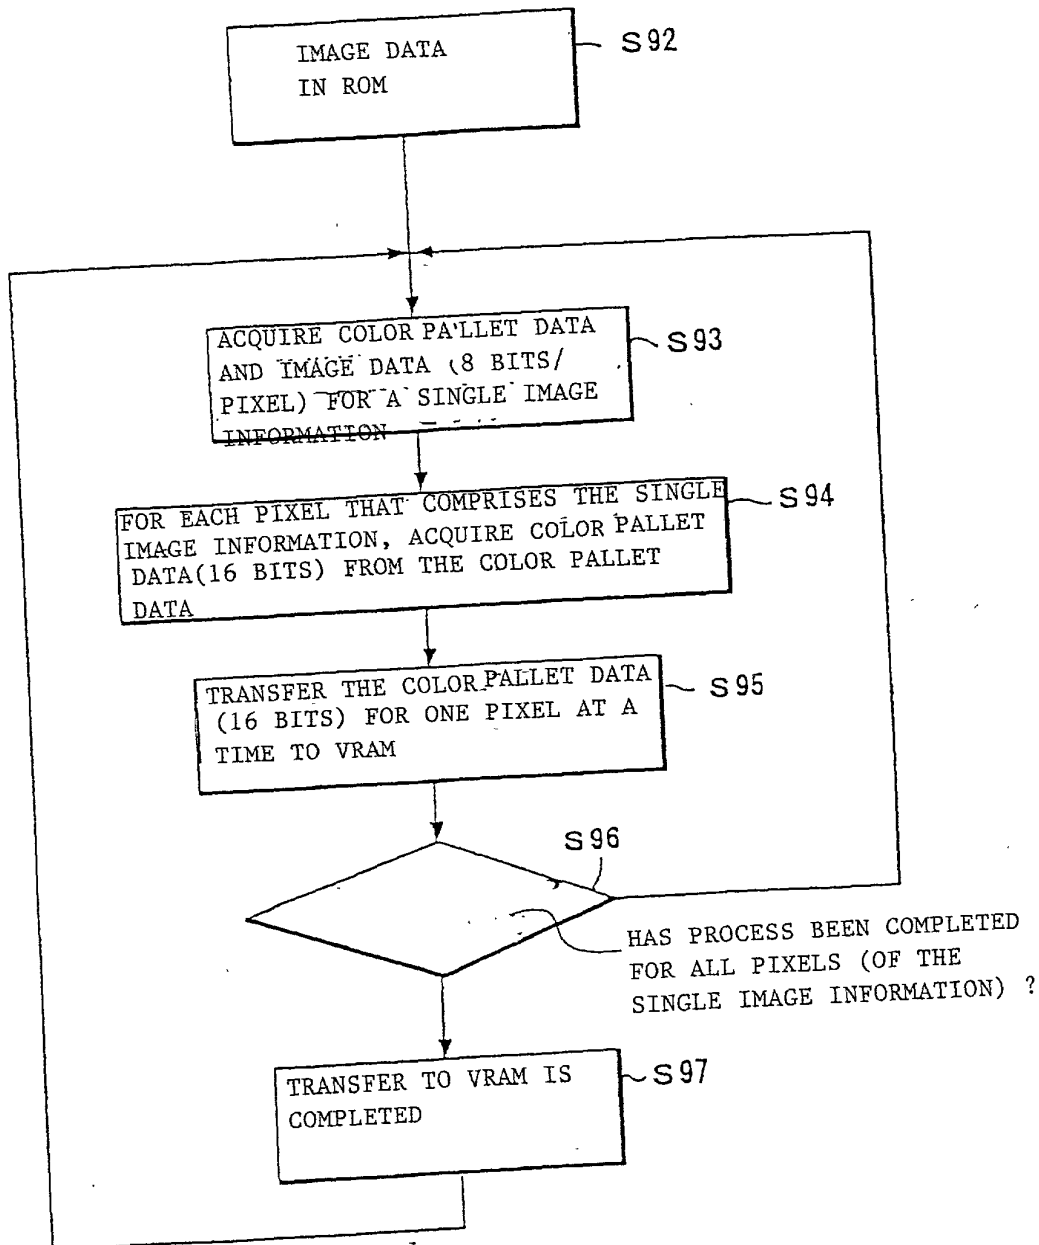 IMAGE DATA
IN ROM
S92
ACQUIRE COLOR PALLET DATA
AND IMAGE DATA (8 BITS/
PIXEL) FOR A SINGLE IMAGE
INFORMATION
S93
FOR EACH PIXEL THAT COMPRISES THE SINGLE
IMAGE INFORMATION, ACQUIRE COLOR PALLET
DATA(16 BITS) FROM THE COLOR PALLET
DATA
S94
TRANSFER THE COLOR PALLET DATA
(16 BITS) FOR ONE PIXEL AT A
TIME TO VRAM
S95
S96
HAS PROCESS BEEN COMPLETED
FOR ALL PIXELS (OF THE
SINGLE IMAGE INFORMATION) ?
TRANSFER TO VRAM IS
COMPLETED
S97